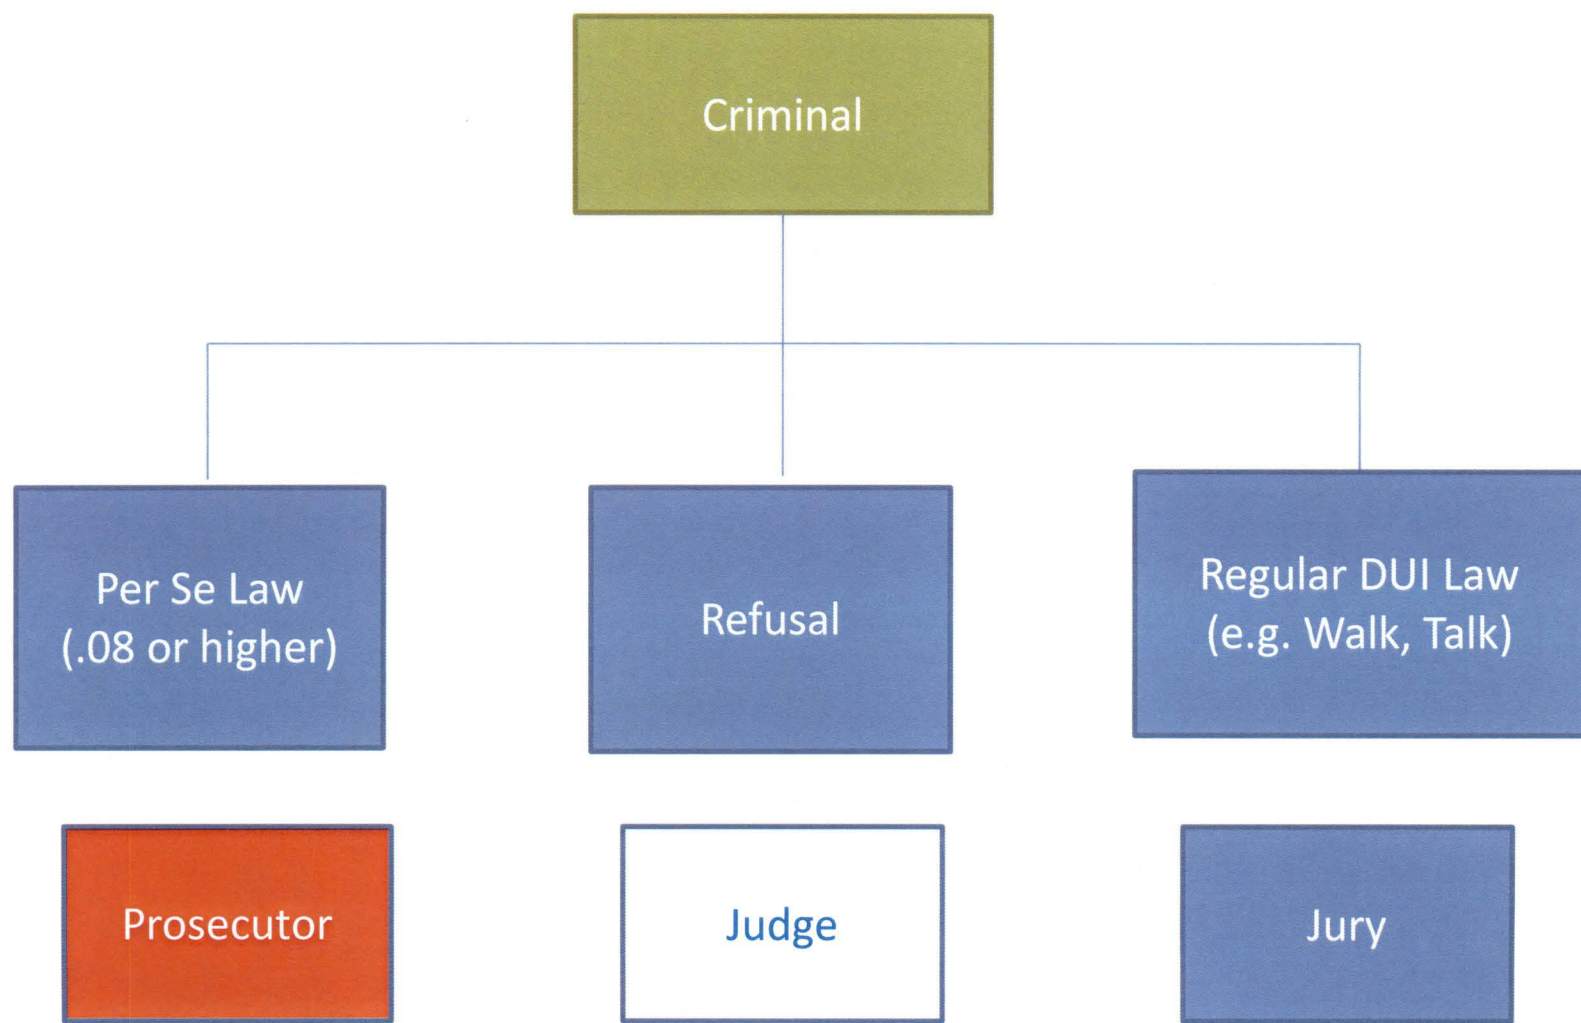 Criminal
Per Se Law
(.08 or higher)
Refusal
Regular DUI Law
(e.g. Walk, Talk)
Prosecutor
Judge
Jury